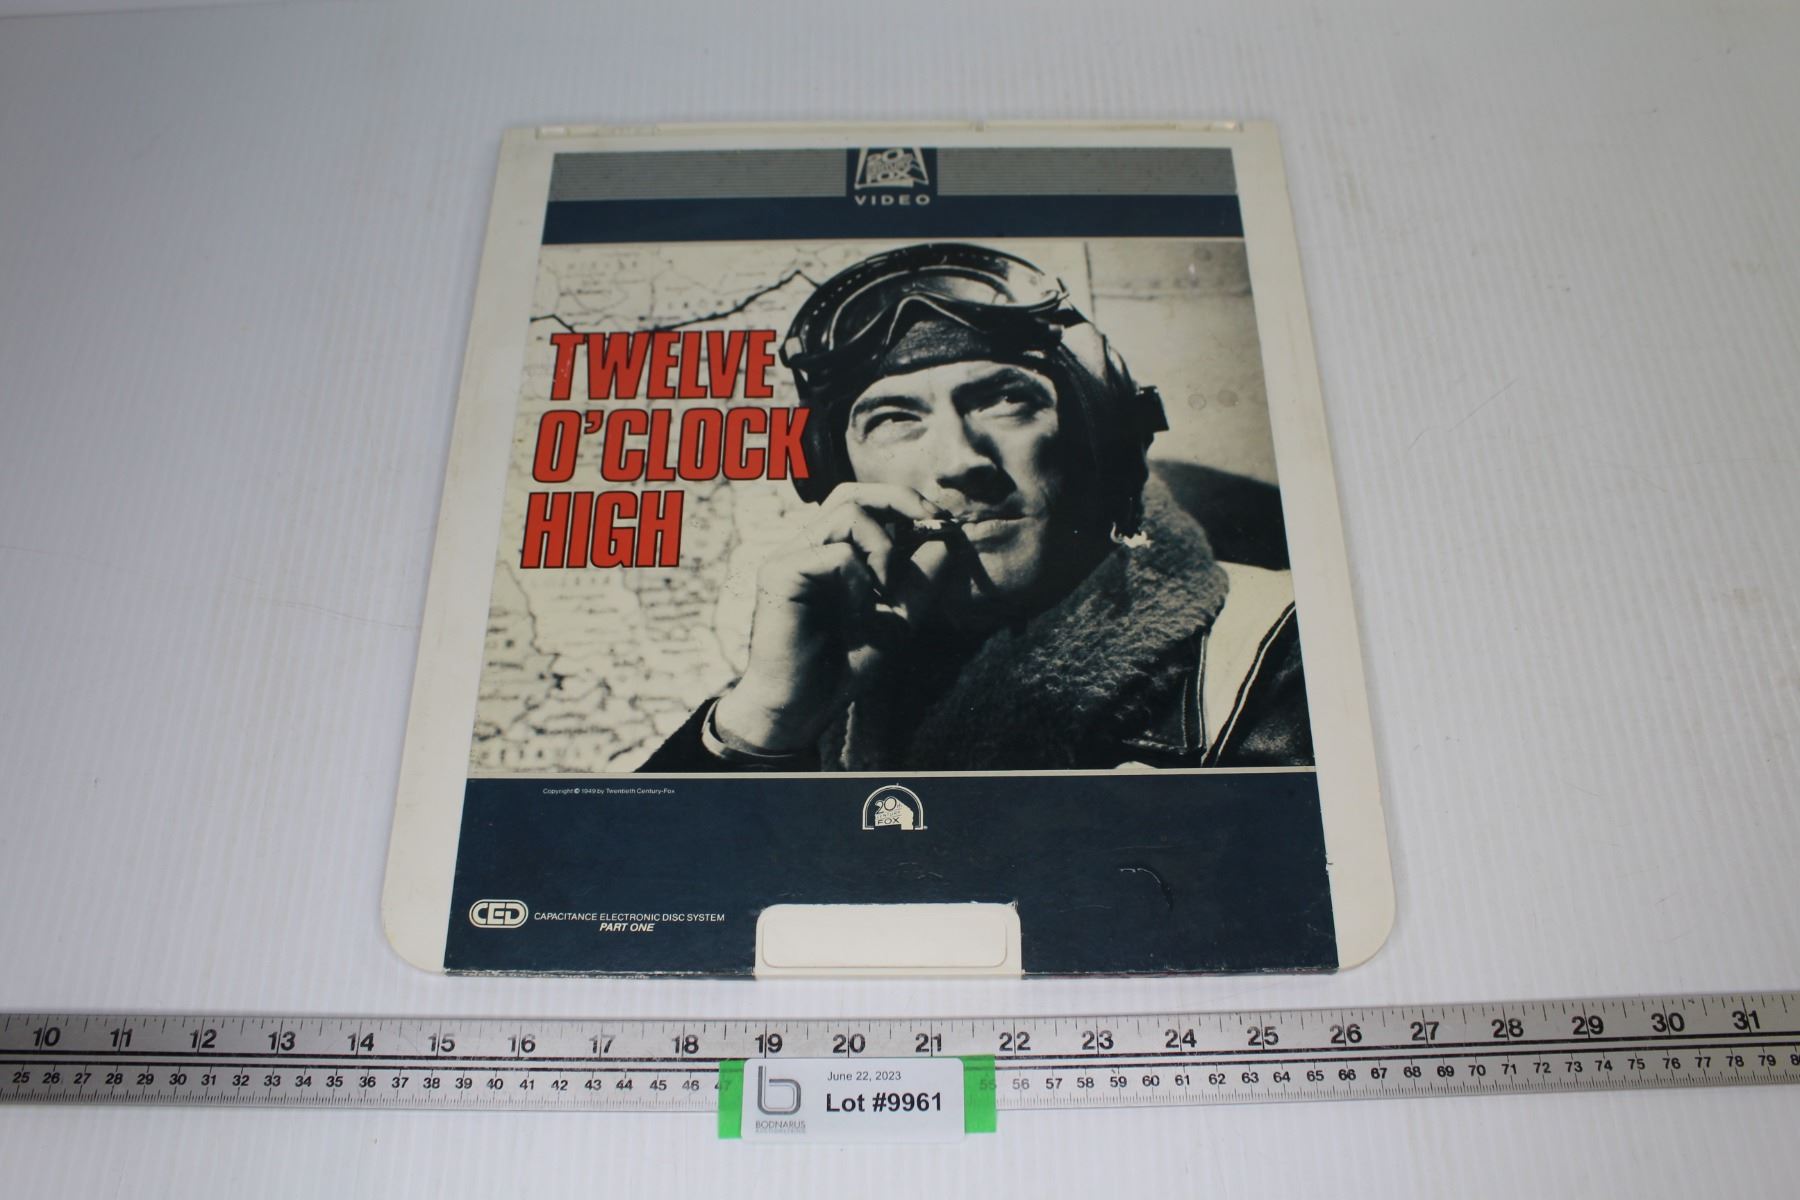 20th
CENTURY
FOX
VIDEO
TWELVE
O'CLOCK
HIGH
Copyright © 1949 by Twentieth Century-Fox
20th
CENTURY
FOX
CED CAPACITANCE ELECTRONIC DISC SYSTEM
PART ONE
10 11 12 13 14 15 16 17 18 19 20 21 22 23 24 25 26 27 28 29 30 31
25 26 27 28 29 30 31 32 33 34 35 36 37 38 39 40 41 42 43 44 45 46 47 55 56 57 58 59 60 61 62 63 64 65 66 67 68 69 70 71 72 73 74 75 76 77 78 79
June 22, 2023
Lot #9961
BODNARUS